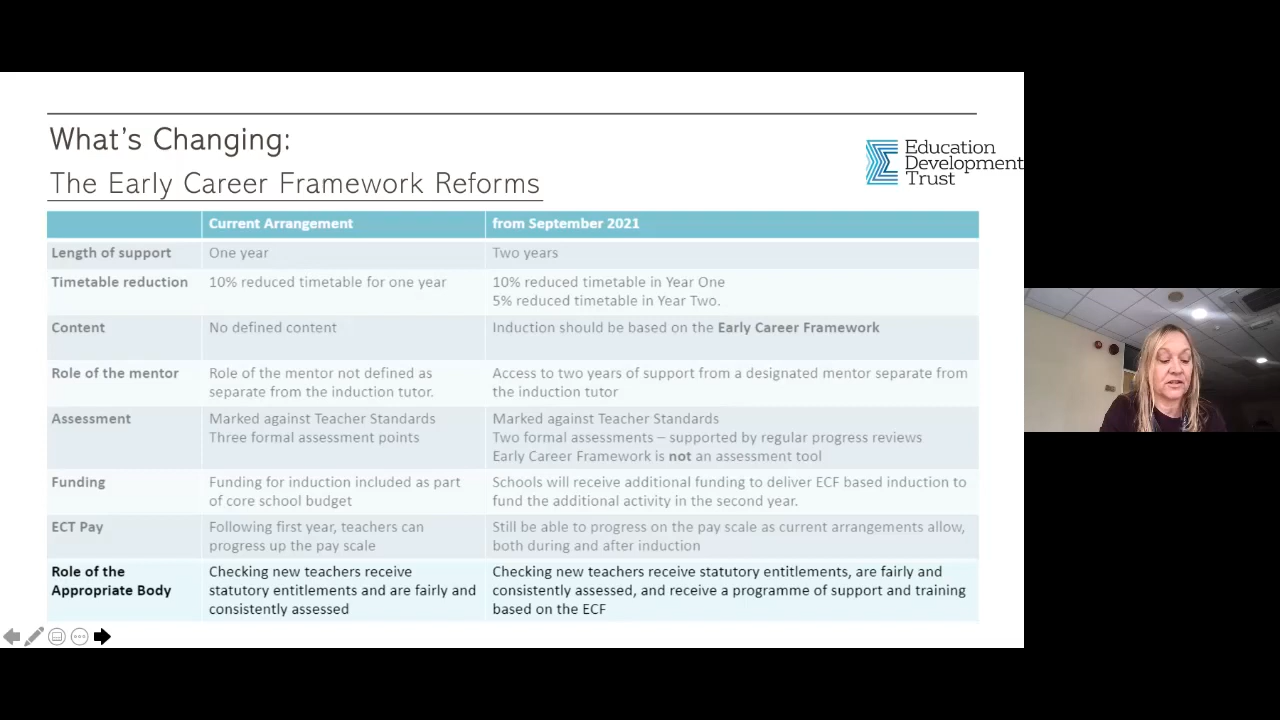 What's Changing:
The Early Career Framework Reforms
Education
Development
Trust
Current Arrangement
from September 2021
Length of support
One year
Two years
Timetable reduction
10% reduced timetable for one year
10% reduced timetable in Year One
5% reduced timetable in Year Two.
Content
No defined content
Induction should be based on the Early Career Framework
Role of the mentor
Role of the mentor not defined as
separate from the induction tutor.
Access to two years of support from a designated mentor separate from
the induction tutor
Assessment
Marked against Teacher Standards
Three formal assessment points
Marked against Teacher Standards
Two formal assessments – supported by regular progress reviews
Early Career Framework is not an assessment tool
Funding
Funding for induction included as part
of core school budget
Schools will receive additional funding to deliver ECF based induction to
fund the additional activity in the second year.
ECT Pay
Following first year, teachers can
progress up the pay scale
Still be able to progress on the pay scale as current arrangements allow,
both during and after induction
Role of the
Appropriate Body
Checking new teachers receive
statutory entitlements and are fairly and
consistently assessed
Checking new teachers receive statutory entitlements, are fairly and
consistently assessed, and receive a programme of support and training
based on the ECF